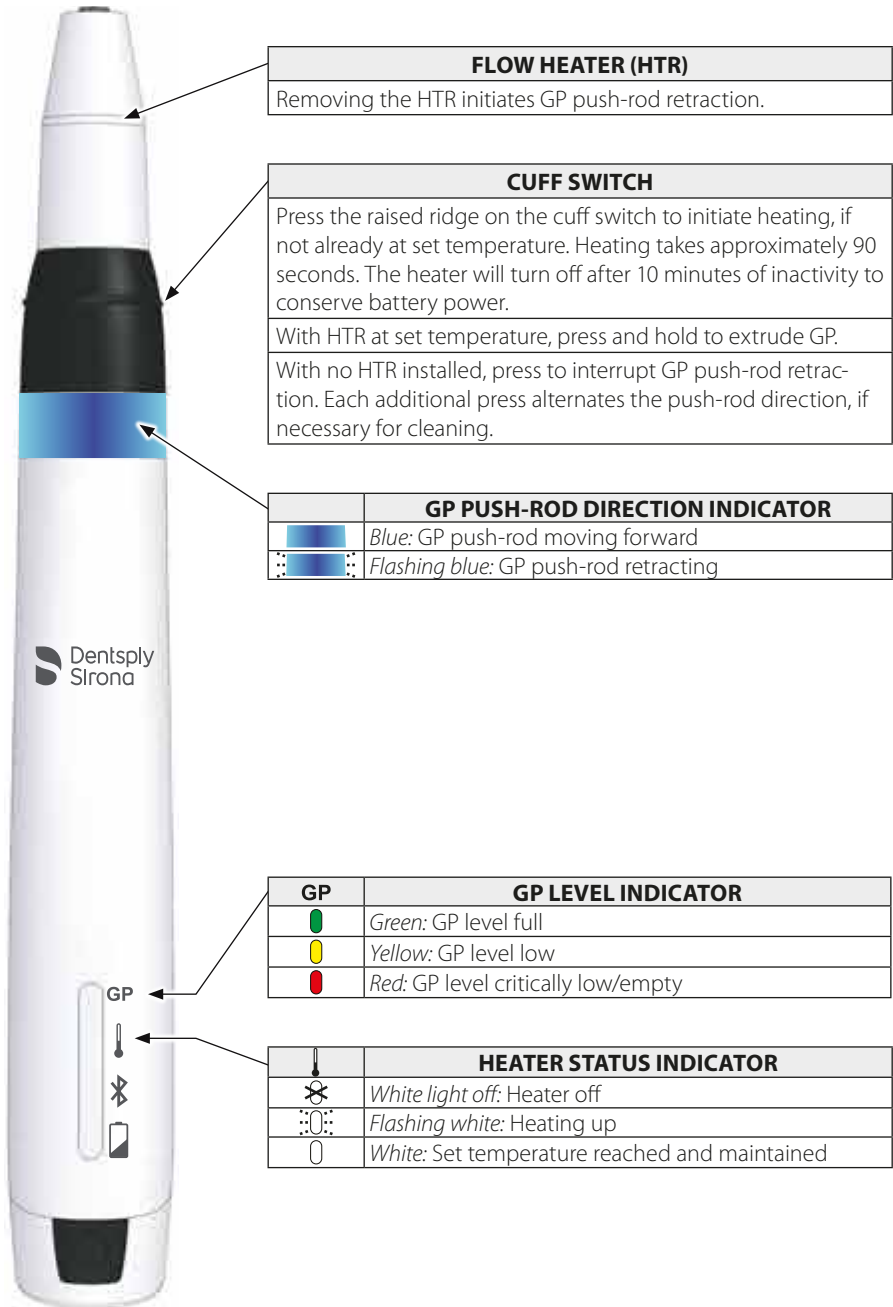 FLOW HEATER (HTR)
Removing the HTR initiates GP push-rod retraction.
CUFF SWITCH
Press the raised ridge on the cuff switch to initiate heating, if
not already at set temperature. Heating takes approximately 90
seconds. The heater will turn off after 10 minutes of inactivity to
conserve battery power.
With HTR at set temperature, press and hold to extrude GP.
With no HTR installed, press to interrupt GP push-rod retrac-
tion. Each additional press alternates the push-rod direction, if
necessary for cleaning.
GP PUSH-ROD DIRECTION INDICATOR
Blue: GP push-rod moving forward
Flashing blue: GP push-rod retracting
Dentsply
Sirona
GP GP LEVEL INDICATOR
Green: GP level full
Yellow: GP level low
Red: GP level critically low/empty
GP
HEATER STATUS INDICATOR
White light off: Heater off
Flashing white: Heating up
White: Set temperature reached and maintained